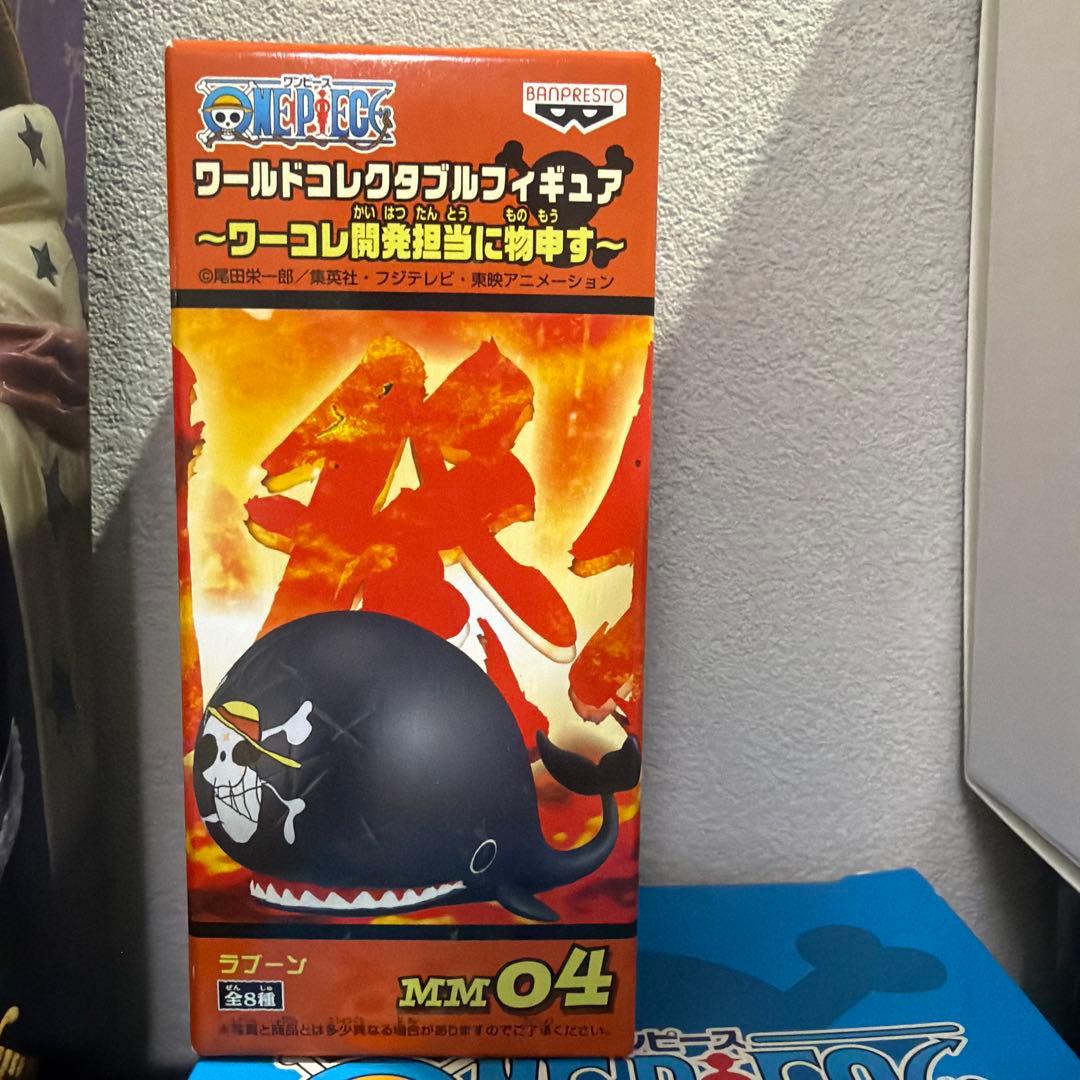 ワンピース
ONE PIECE
BANPRESTO
ワールドコレクタブルフィギュア
かいはつたんとう ものもう
～ワーコレ開発担当に物申す～
©尾田栄一郎／集英社・フジテレビ・東映アニメーション
ラブーン
ぜん しゅ
全8種
MM04
※写真と商品とは多少異なる場合がありますのでご了承ください。
ワンピース
ONE PIECE